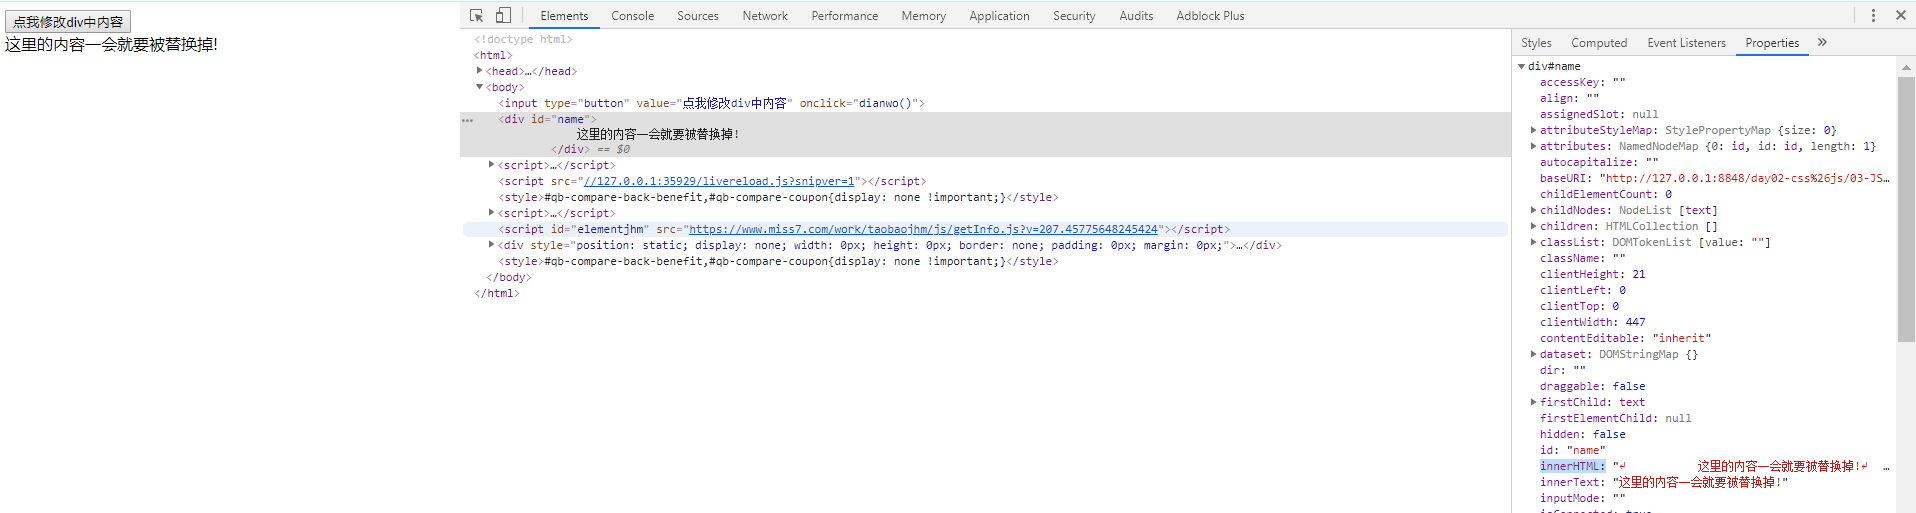 点我修改div中内容
这里的内容一会就要被替换掉!
Elements Console Sources Network Performance Memory Application Security Audits Adblock Plus
<!doctype html>
<html>
<head>…</head>
<body>
<input type="button" value="点我修改div中内容" onclick="dianwo()">
<div id="name">
这里的内容一会就要被替换掉!
</div> == $0
<script>…</script>
<script src="//127.0.0.1:35929/livereload.js?snipver=1"></script>
<style>#qb-compare-back-benefit,#qb-compare-coupon{display: none !important;}</style>
<script>…</script>
<script id="elementjhm" src="https://www.miss7.com/work/taobaojhm/js/getInfo.js?v=207.45775648245424"></script>
<div style="position: static; display: none; width: 0px; height: 0px; border: none; padding: 0px; margin: 0px;">…</div>
<style>#qb-compare-back-benefit,#qb-compare-coupon{display: none !important;}</style>
</body>
</html>
Styles Computed Event Listeners Properties »
div#name
accessKey: ""
align: ""
assignedSlot: null
attributeStyleMap: StylePropertyMap {size: 0}
attributes: NamedNodeMap {0: id, id: id, length: 1}
autocapitalize: ""
baseURI: "http://127.0.0.1:8848/day02-css%26js/03-JS…
childElementCount: 0
childNodes: NodeList [text]
children: HTMLCollection []
classList: DOMTokenList [value: ""]
className: ""
clientHeight: 21
clientLeft: 0
clientTop: 0
clientWidth: 447
contentEditable: "inherit"
dataset: DOMStringMap {}
dir: ""
draggable: false
firstChild: text
firstElementChild: null
hidden: false
id: "name"
innerHTML: "↵ 这里的内容一会就要被替换掉!↵ …
innerText: "这里的内容一会就要被替换掉!"
inputMode: ""